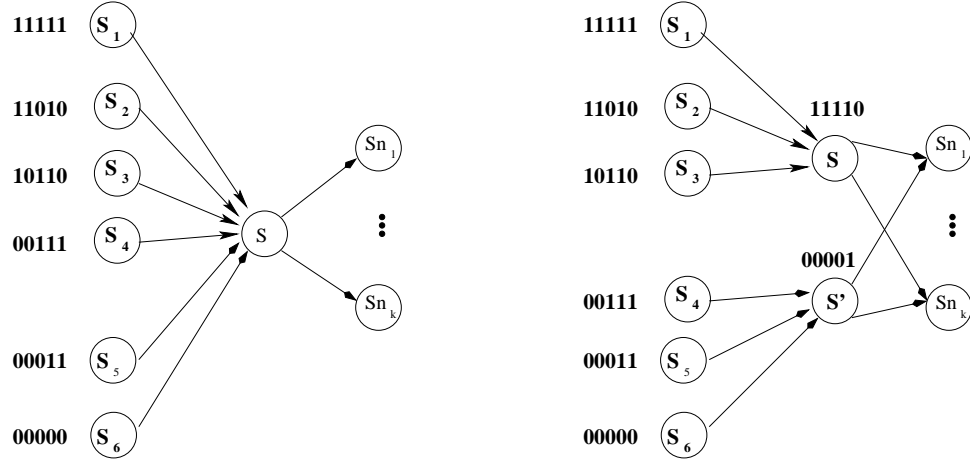 11111 S1
11010 S2
10110 S3
00111 S4
00011 S5
00000 S6
S
Sn1
Snk
11111 S1
11010 S2
10110 S3
00111 S4
00011 S5
00000 S6
11110
S
00001
S'
Sn1
Snk